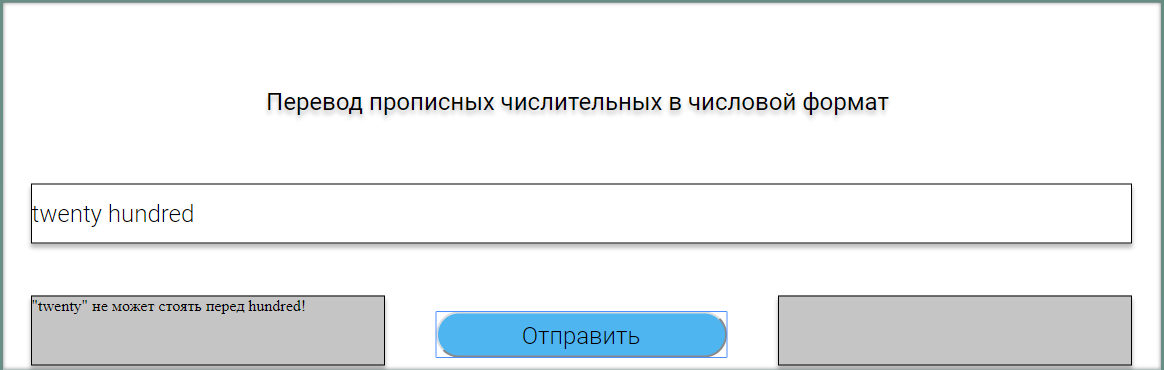 Перевод прописных числительных в числовой формат
twenty hundred
"twenty" не может стоять перед hundred!
Отправить